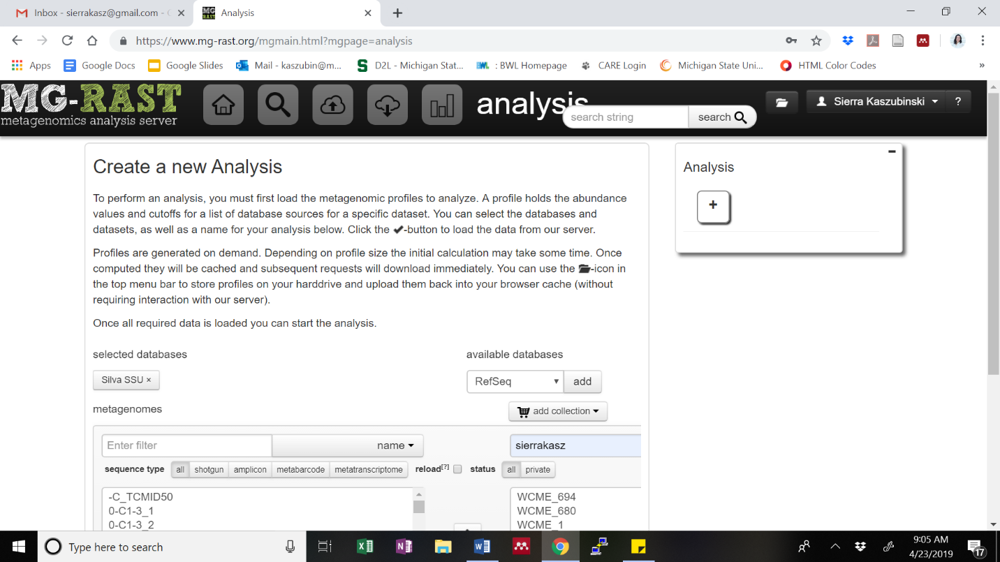 Inbox - sierrakasz@gmail.com -
Analysis
https://www.mg-rast.org/mgmain.html?mgpage=analysis
Apps
Google Docs
Google Slides
Mail - kaszubin@m...
D2L - Michigan Stat...
: BWL Homepage
CARE Login
Michigan State Uni...
HTML Color Codes
»
MG-RAST
metagenomics analysis server
analysis
search string
search
Sierra Kaszubinski
?
Create a new Analysis
To perform an analysis, you must first load the metagenomic profiles to analyze. A profile holds the abundance
values and cutoffs for a list of database sources for a specific dataset. You can select the databases and
datasets, as well as a name for your analysis below. Click the ✔-button to load the data from our server.
Profiles are generated on demand. Depending on profile size the initial calculation may take some time. Once
computed they will be cached and subsequent requests will download immediately. You can use the -icon in
the top menu bar to store profiles on your harddrive and upload them back into your browser cache (without
requiring interaction with our server).
Once all required data is loaded you can start the analysis.
selected databases
available databases
Silva SSU ×
RefSeq
add
metagenomes
add collection
Enter filter
name
sierrakasz
sequence type
all
shotgun
amplicon
metabarcode
metatranscriptome
reload[?]
status
all
private
-C_TCMID50
0-C1-3_1
0-C1-3_2
WCME_694
WCME_680
WCME_1
Analysis
+
Type here to search
9:05 AM
4/23/2019
17